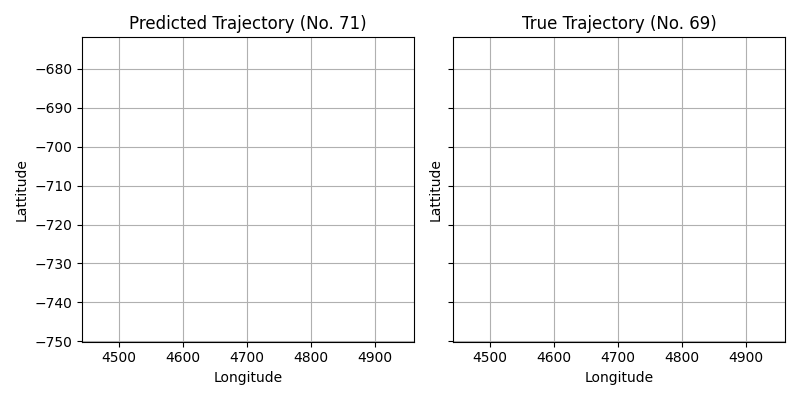 Predicted Trajectory (No. 71)
True Trajectory (No. 69)
Lattitude
−680
−690
−700
−710
−720
−730
−740
−750
4500 4600 4700 4800 4900
Longitude
Lattitude
4500 4600 4700 4800 4900
Longitude